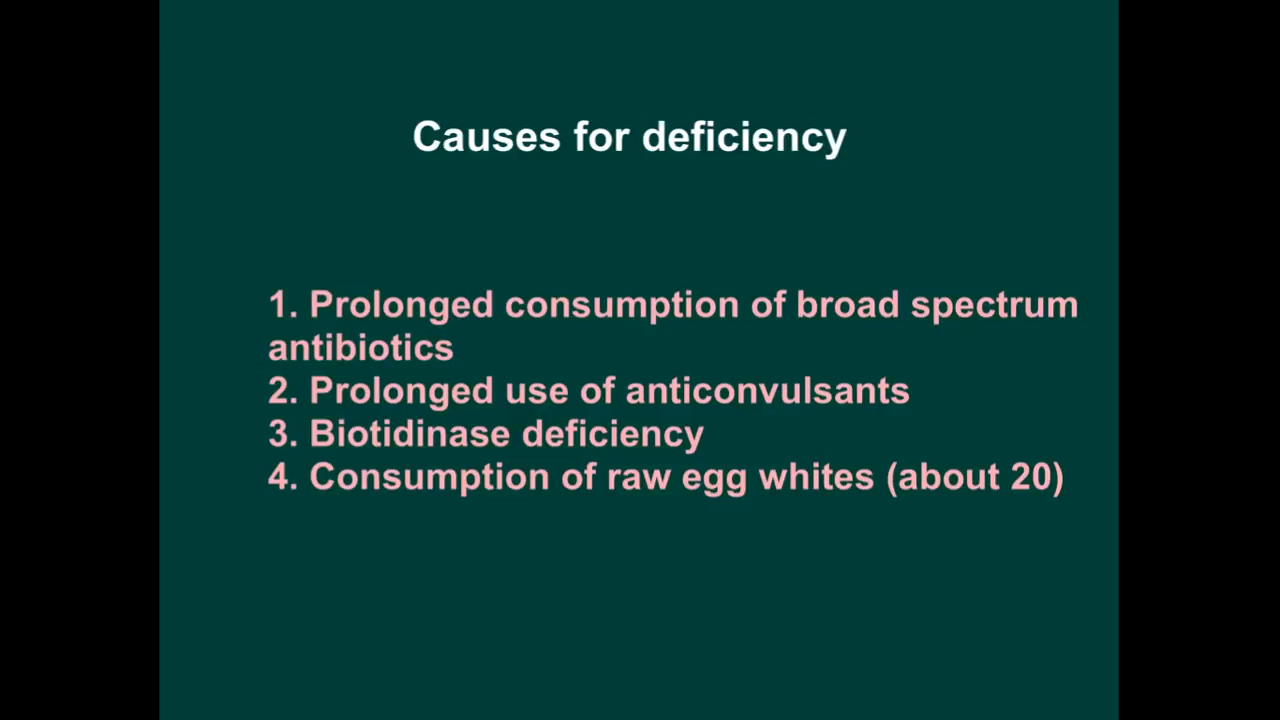 Causes for deficiency
1. Prolonged consumption of broad spectrum
antibiotics
2. Prolonged use of anticonvulsants
3. Biotidinase deficiency
4. Consumption of raw egg whites (about 20)